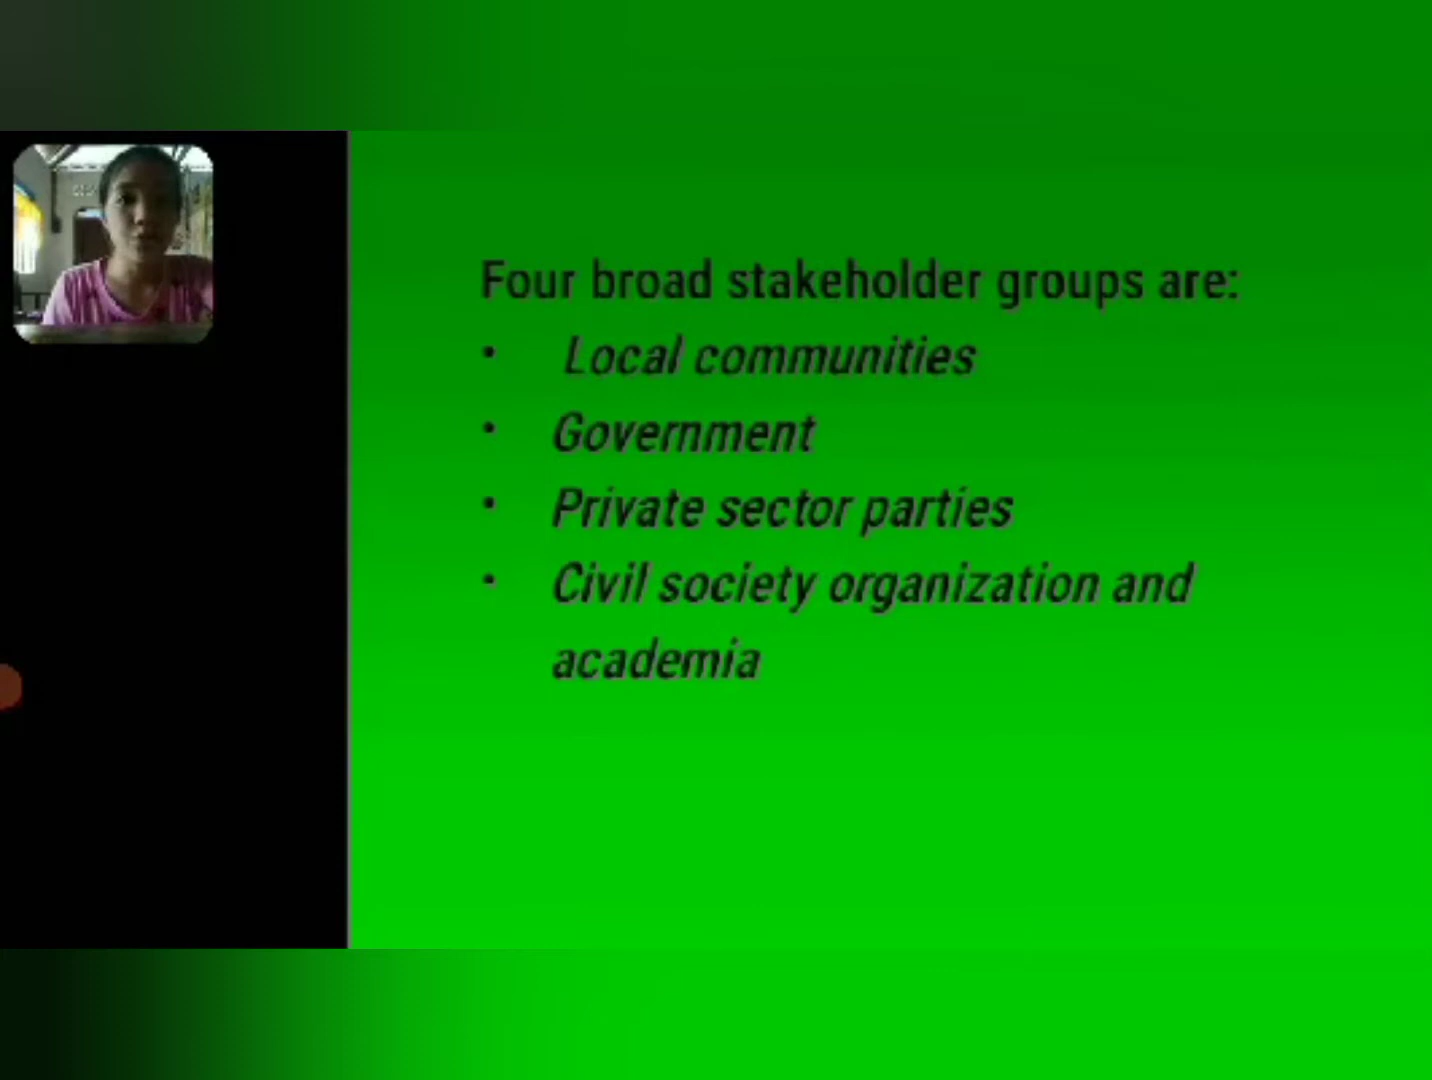 Four broad stakeholder groups are:
• Local communities
• Government
• Private sector parties
• Civil society organization and
academia